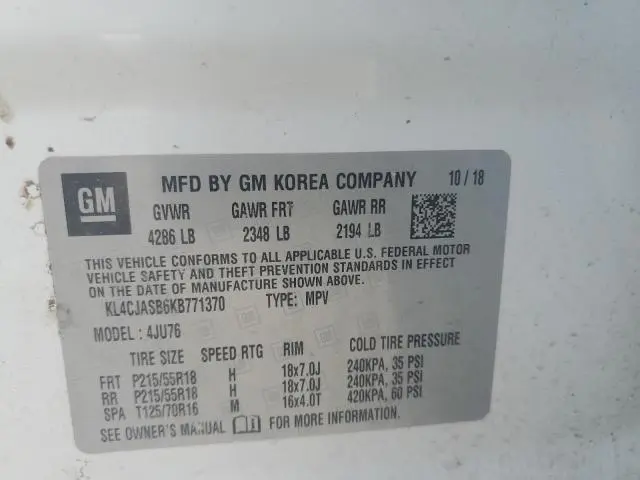 GM MFD BY GM KOREA COMPANY 10 / 18
GVWR GAWR FRT GAWR RR
4286 LB 2348 LB 2194 LB
THIS VEHICLE CONFORMS TO ALL APPLICABLE U.S. FEDERAL MOTOR
VEHICLE SAFETY AND THEFT PREVENTION STANDARDS IN EFFECT
ON THE DATE OF MANUFACTURE SHOWN ABOVE.
KL4CJASB6KB771370 TYPE: MPV
MODEL: 4JU76
TIRE SIZE SPEED RTG RIM COLD TIRE PRESSURE
FRT P215/55R18 H 18x7.0J 240KPA, 35 PSI
RR P215/55R18 H 18x7.0J 240KPA, 35 PSI
SPA T125/70R16 M 16x4.0T 420KPA, 60 PSI
SEE OWNER'S MANUAL FOR MORE INFORMATION.